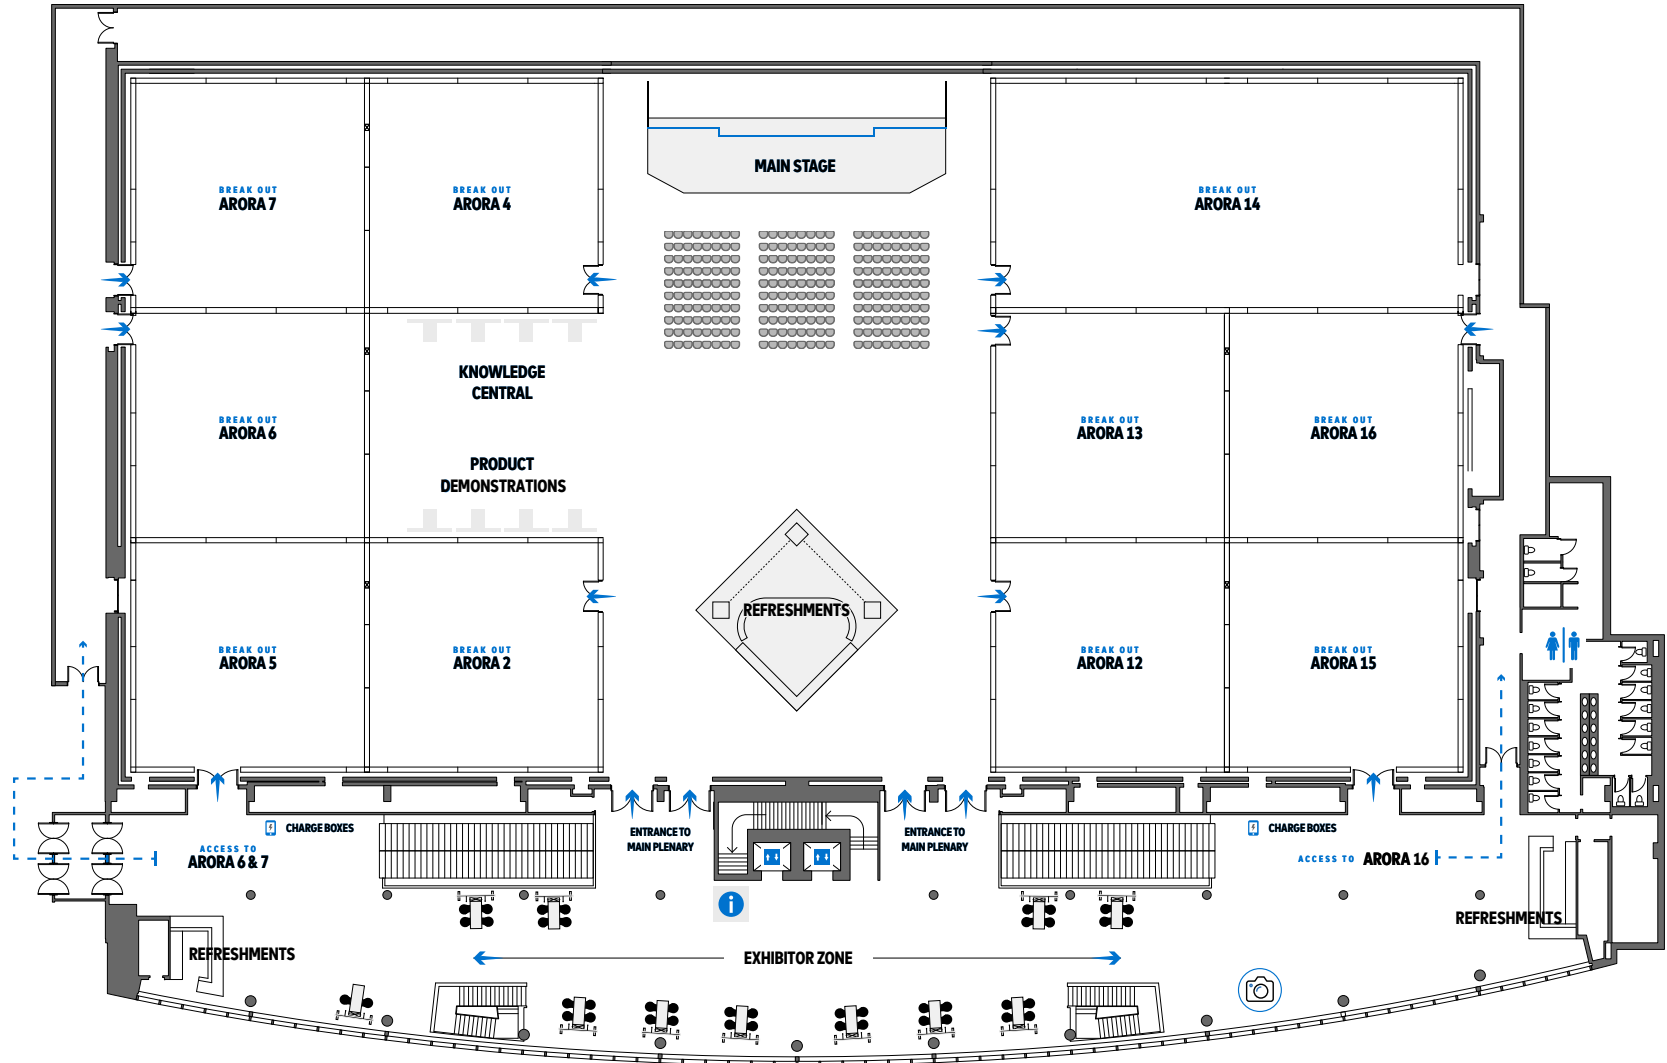 MAIN STAGE
BREAK OUT
ARORA 7
BREAK OUT
ARORA 4
BREAK OUT
ARORA 14
KNOWLEDGE
CENTRAL
BREAK OUT
ARORA 6
BREAK OUT
ARORA 13
BREAK OUT
ARORA 16
PRODUCT
DEMONSTRATIONS
REFRESHMENTS
BREAK OUT
ARORA 5
BREAK OUT
ARORA 2
BREAK OUT
ARORA 12
BREAK OUT
ARORA 15
CHARGE BOXES
ENTRANCE TO
MAIN PLENARY
ENTRANCE TO
MAIN PLENARY
CHARGE BOXES
ACCESS TO
ARORA 6 & 7
ACCESS TO ARORA 16
i
REFRESHMENTS
REFRESHMENTS
EXHIBITOR ZONE